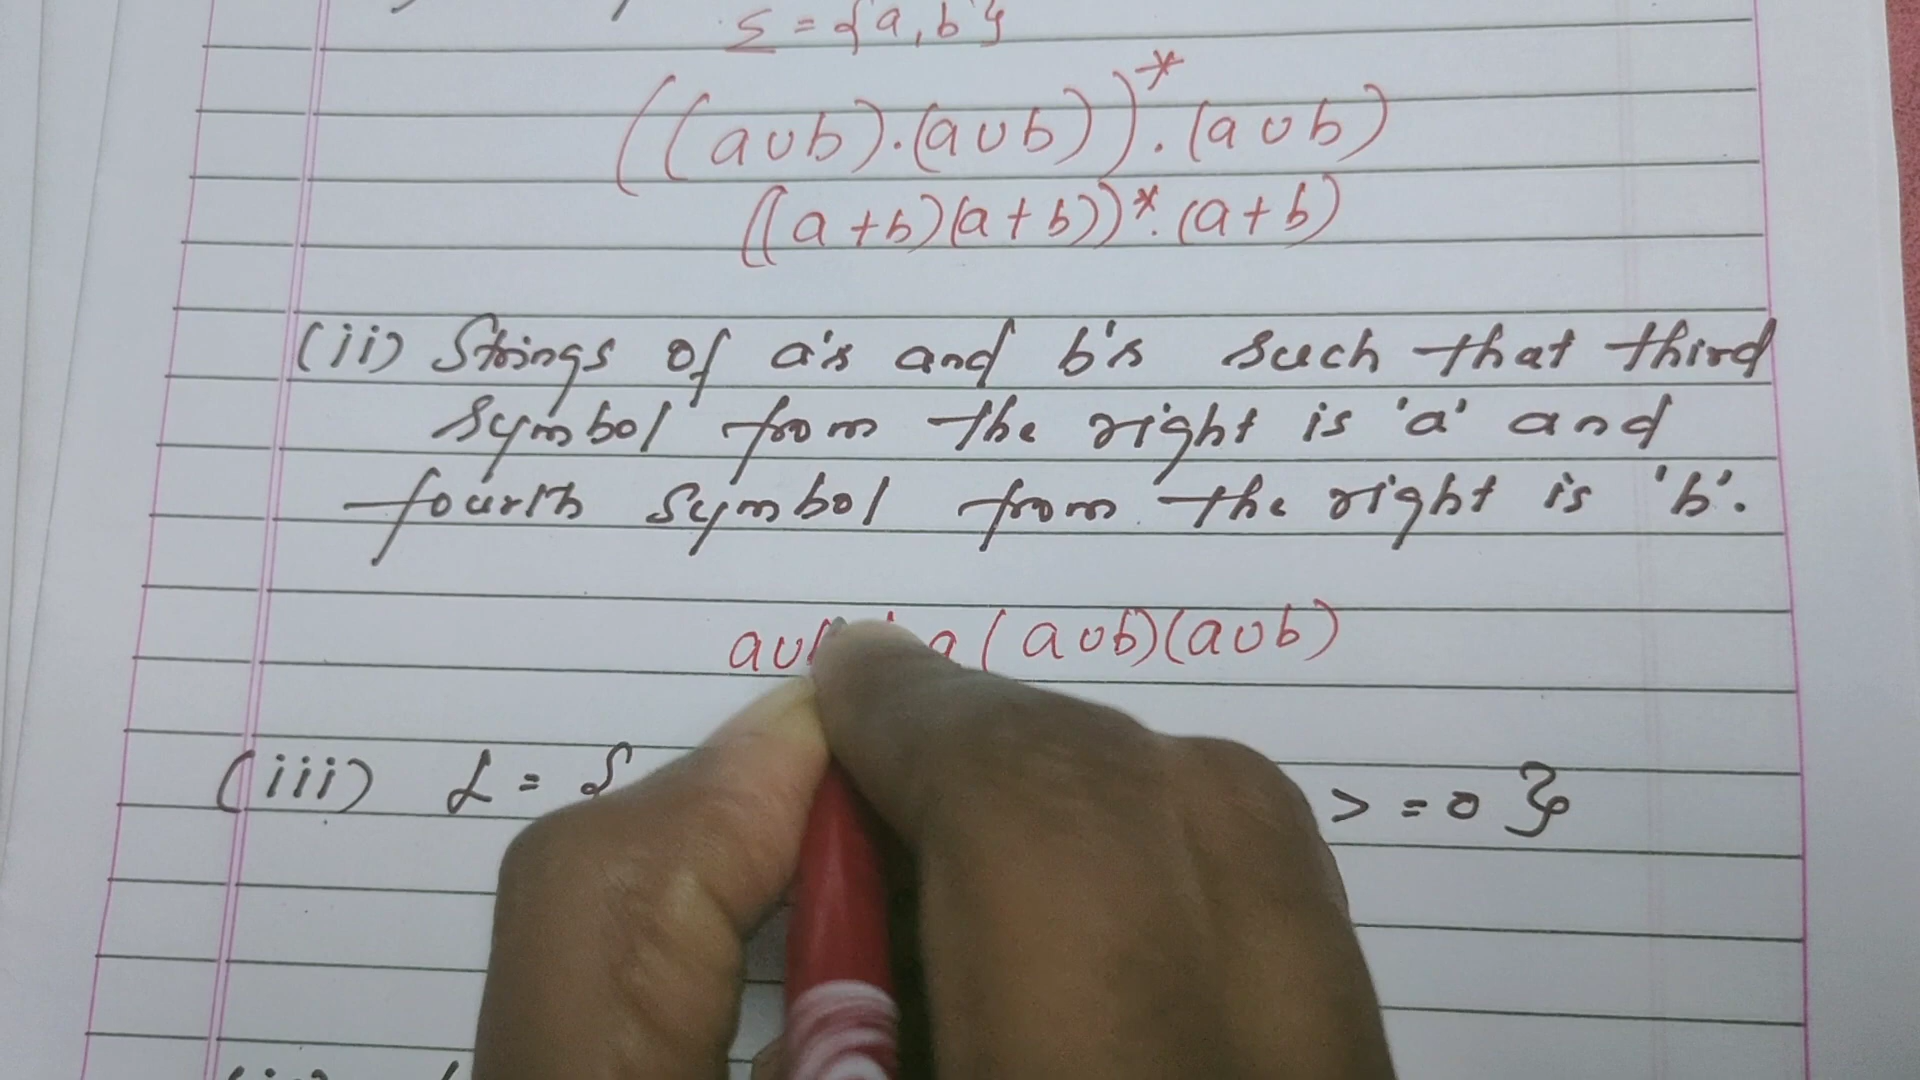 Σ = {a, b}
((a∪b).(a∪b))*.(a∪b)
((a+b)(a+b))*.(a+b)
(ii) Strings of a's and b's such that third
symbol from the right is 'a' and
fourth symbol from the right is 'b'.
a∪b a(a∪b)(a∪b)
(iii) L = { >=0 }